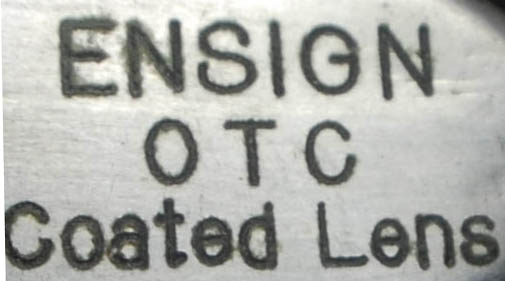 ENSIGN
OTC
Coated Lens